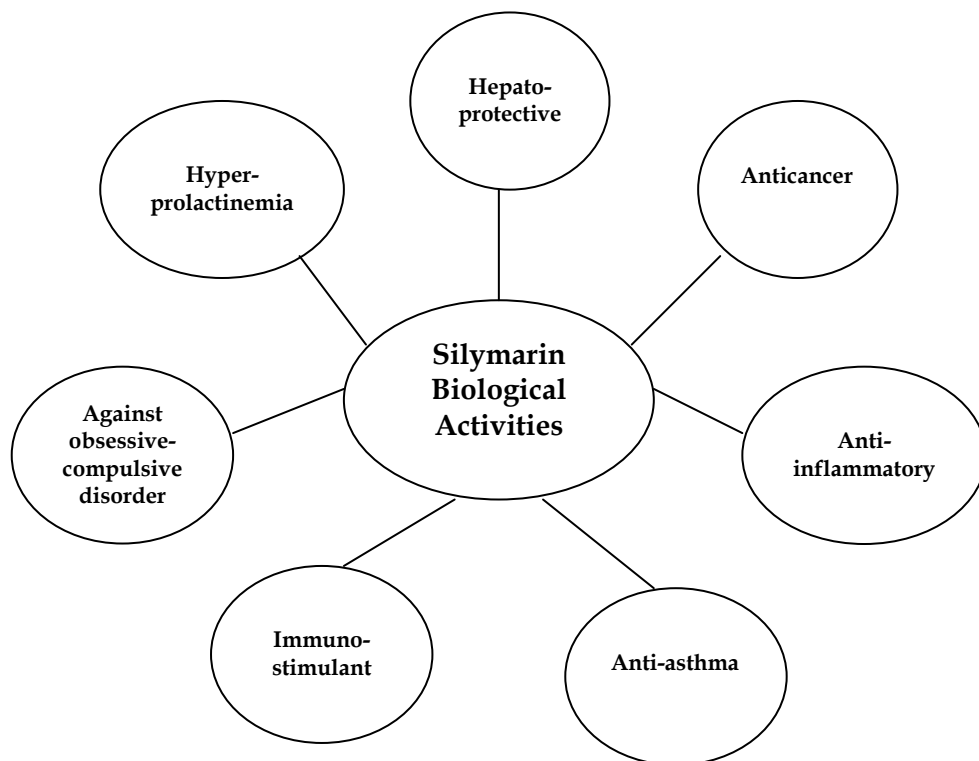 Hepato-
protective
Hyper-
prolactinemia
Anticancer
Silymarin
Biological
Activities
Against
obsessive-
compulsive
disorder
Anti-
inflammatory
Immuno-
stimulant
Anti-asthma